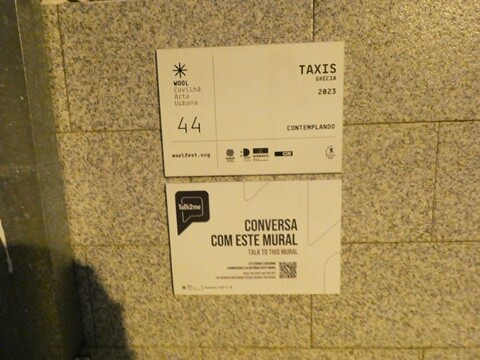 WOOL
Covilhã
Arte
Urbana
44
woolfest.org
TAXIS
GRÉCIA
2023
CONTEMPLANDO
Talk2me
CONVERSA
COM ESTE MURAL
TALK TO THIS MURAL